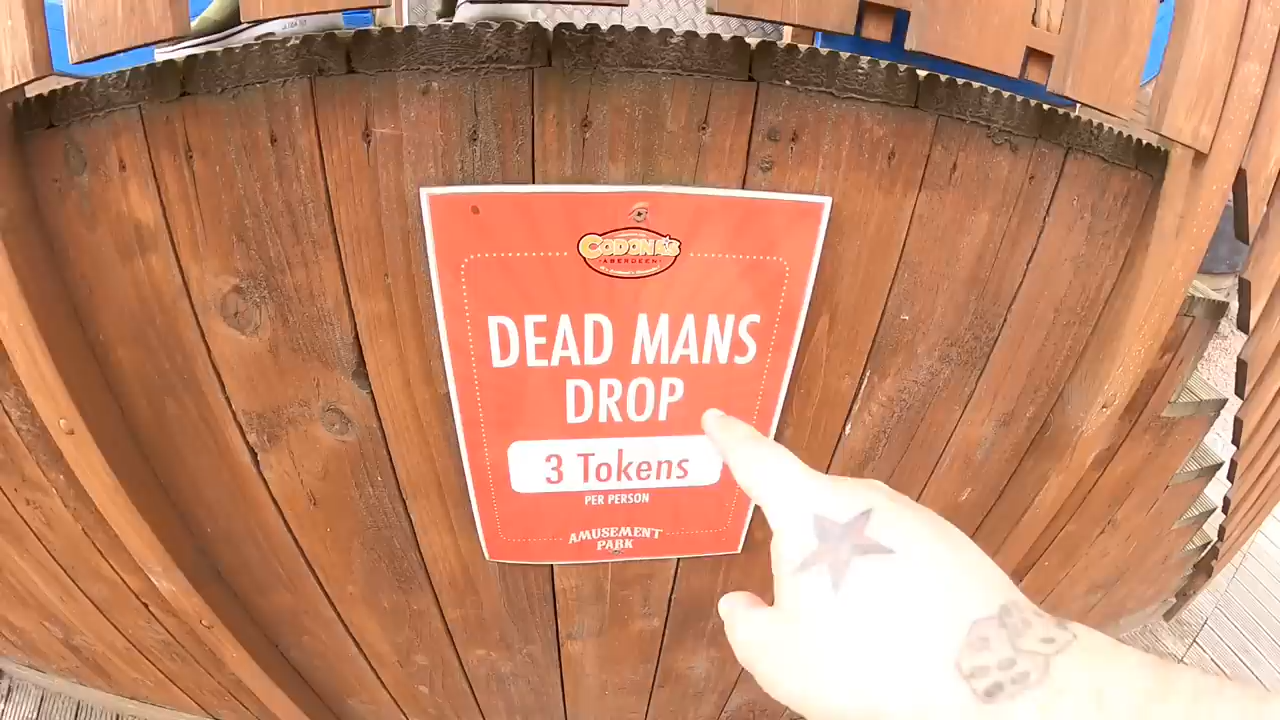 CODONA'S
ABERDEEN
DEAD MANS
DROP
3 Tokens
PER PERSON
AMUSEMENT
PARK